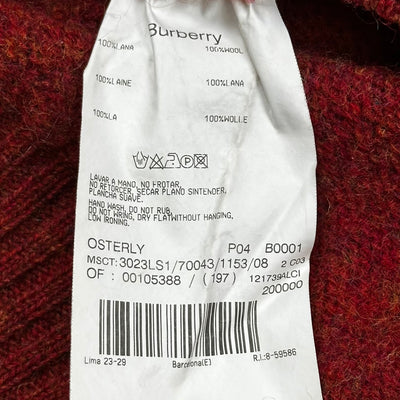 Burberry
100%LANA 100%WOOL
100%LAINE 100%LANA
100%LA 100%WOLLE
LAVAR A MANO, NO FROTAR,
NO RETORCER, SECAR PLANO SINTENDER,
PLANCHA SUAVE.
HAND WASH, DO NOT RUB,
DO NOT WRING, DRY FLATWITHOUT HANGING,
LOW IRONING.
OSTERLY P04 B0001
MSCT: 3023LS1/70043/1153/08 2 C03
OF : 00105388 / (197) 121739ALCI
200000
Lima 23-29 Barcelona(E) R.I.:8-59586